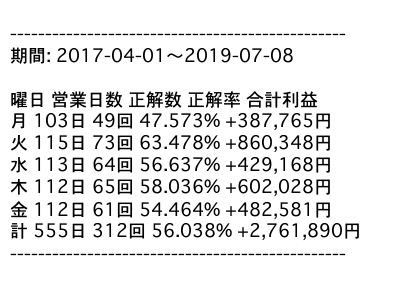 ------------------------------------------------
期間: 2017-04-01〜2019-07-08
曜日 営業日数 正解数 正解率 合計利益
月 103日 49回 47.573% +387,765円
火 115日 73回 63.478% +860,348円
水 113日 64回 56.637% +429,168円
木 112日 65回 58.036% +602,028円
金 112日 61回 54.464% +482,581円
計 555日 312回 56.038% +2,761,890円
------------------------------------------------